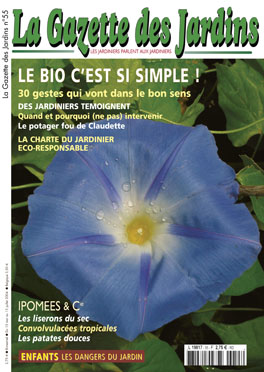 La Gazette des Jardins
LES JARDINIERS PARLENT AUX JARDINIERS
La Gazette des Jardins n°55
LE BIO C'EST SI SIMPLE !
30 gestes qui vont dans le bon sens
DES JARDINIERS TEMOIGNENT
Quand et pourquoi (ne pas) intervenir
Le potager fou de Claudette
LA CHARTE DU JARDINIER
ECO-RESPONSABLE
IPOMEES & Cie
Les liserons du sec
Convolvulacées tropicales
Les patates douces
ENFANTS LES DANGERS DU JARDIN
2,75 €